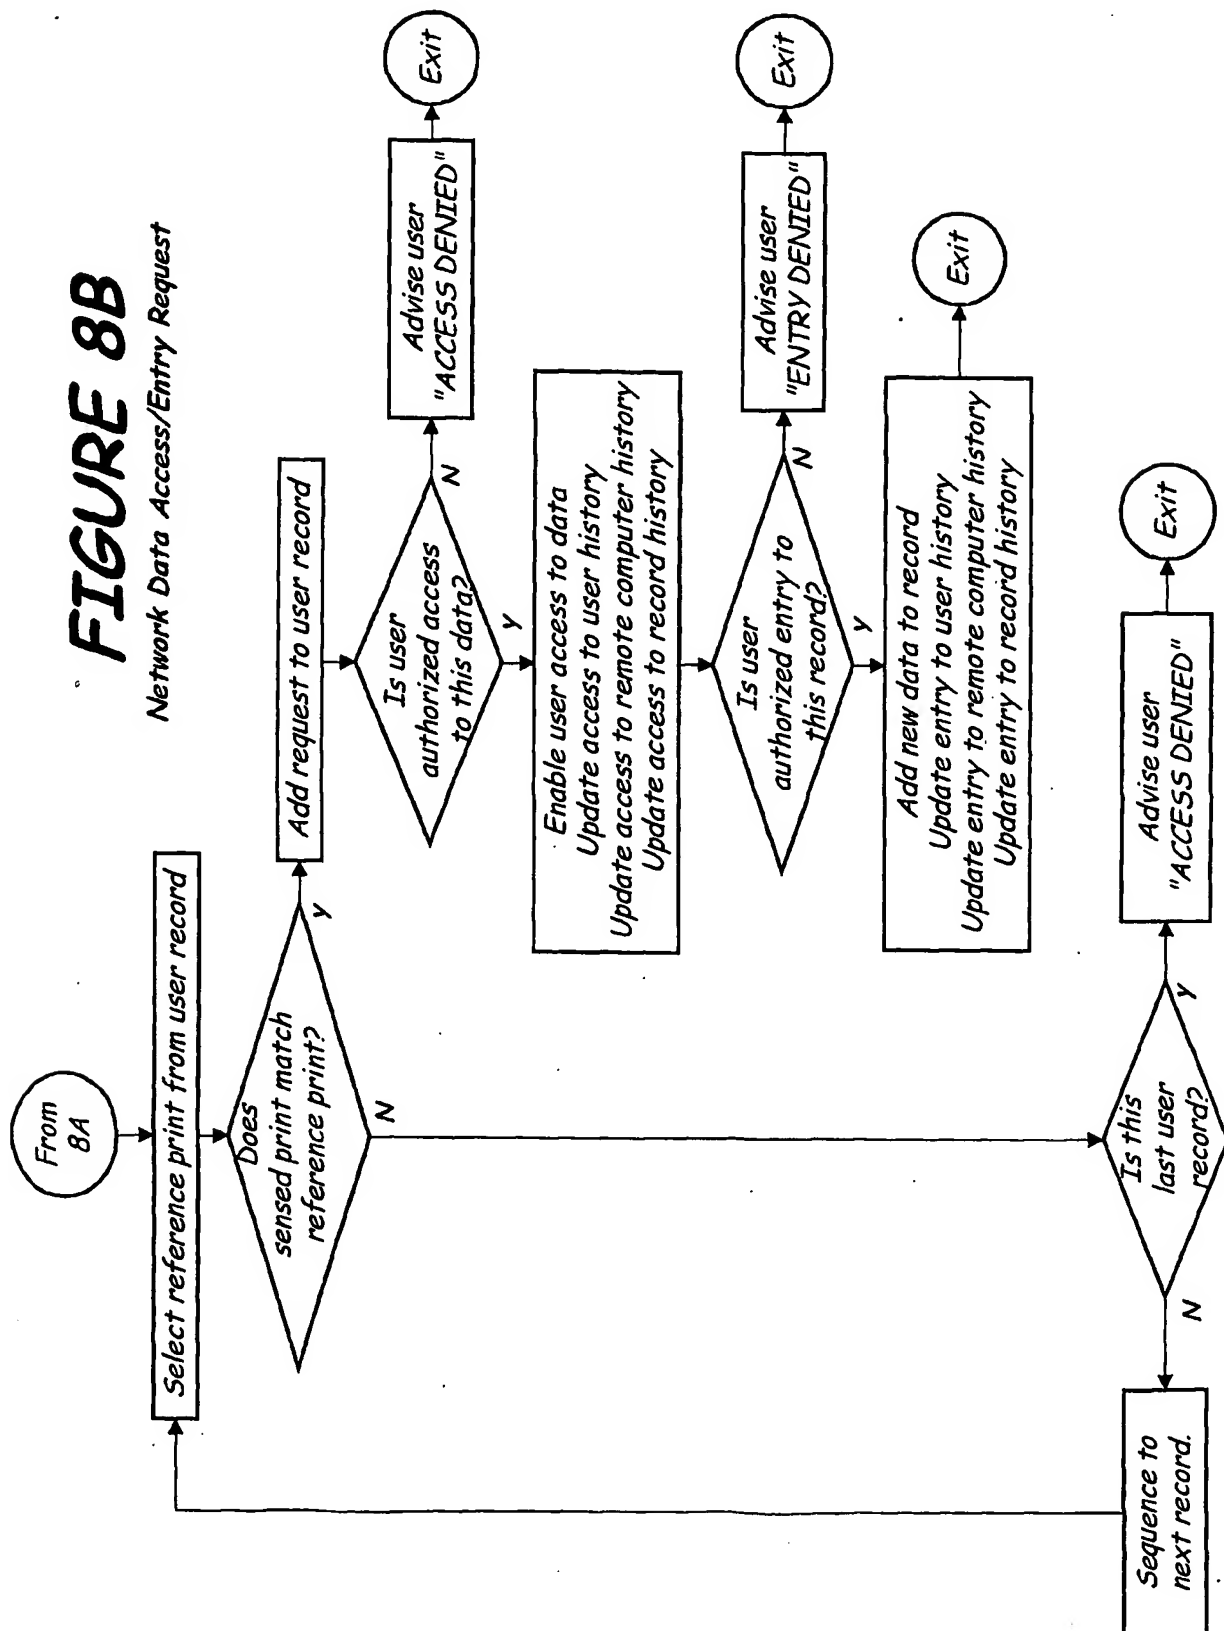 FIGURE 8B
Network Data Access/Entry Request
From
8A
Select reference print from user record
Does
sensed print match
reference print?
Y
N
Add request to user record
Is user
authorized access
to this data?
N
Y
Advise user
"ACCESS DENIED"
Exit
Enable user access to data
Update access to user history
Update access to remote computer history
Update access to record history
Is user
authorized entry to
this record?
N
Y
Advise user
"ENTRY DENIED"
Exit
Add new data to record
Update entry to user history
Update entry to remote computer history
Update entry to record history
Exit
Is this
last user
record?
Y
N
Advise user
"ACCESS DENIED"
Exit
Sequence to
next record.